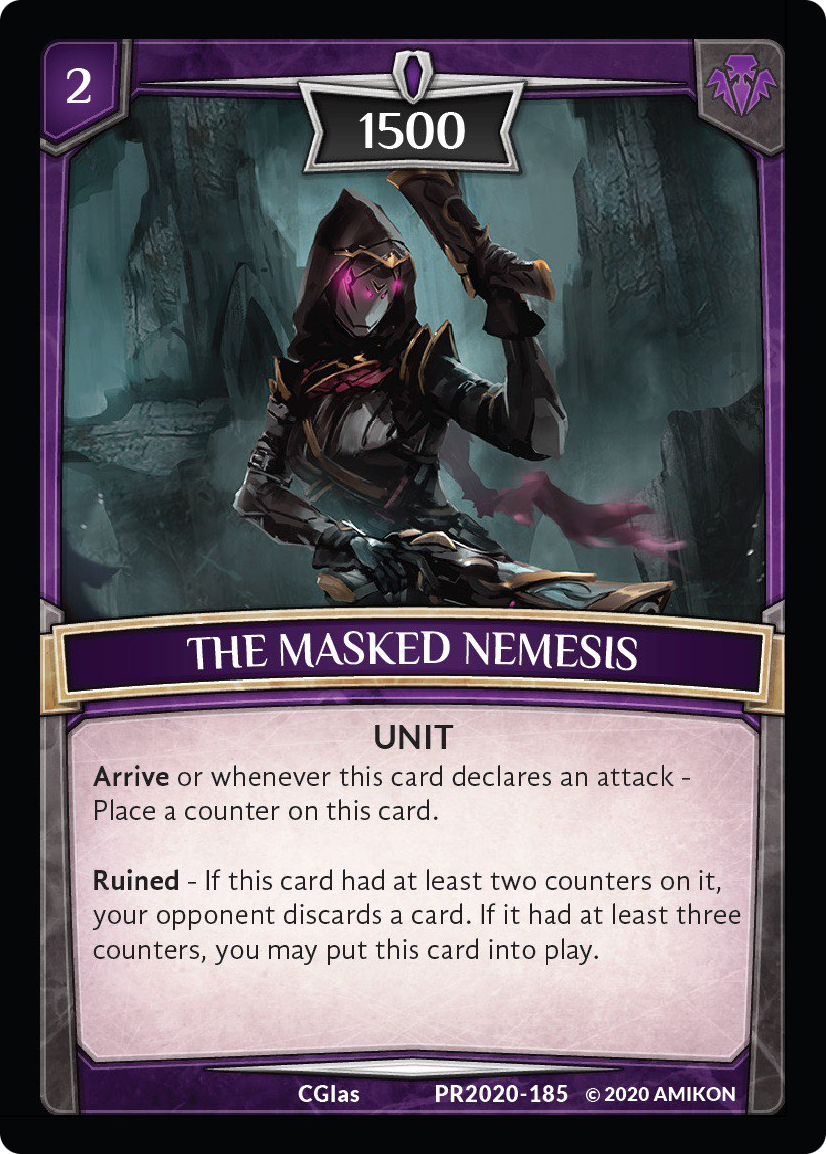 2
1500
THE MASKED NEMESIS
UNIT
Arrive or whenever this card declares an attack -
Place a counter on this card.
Ruined - If this card had at least two counters on it,
your opponent discards a card. If it had at least three
counters, you may put this card into play.
CGlas PR2020-185 © 2020 AMIKON